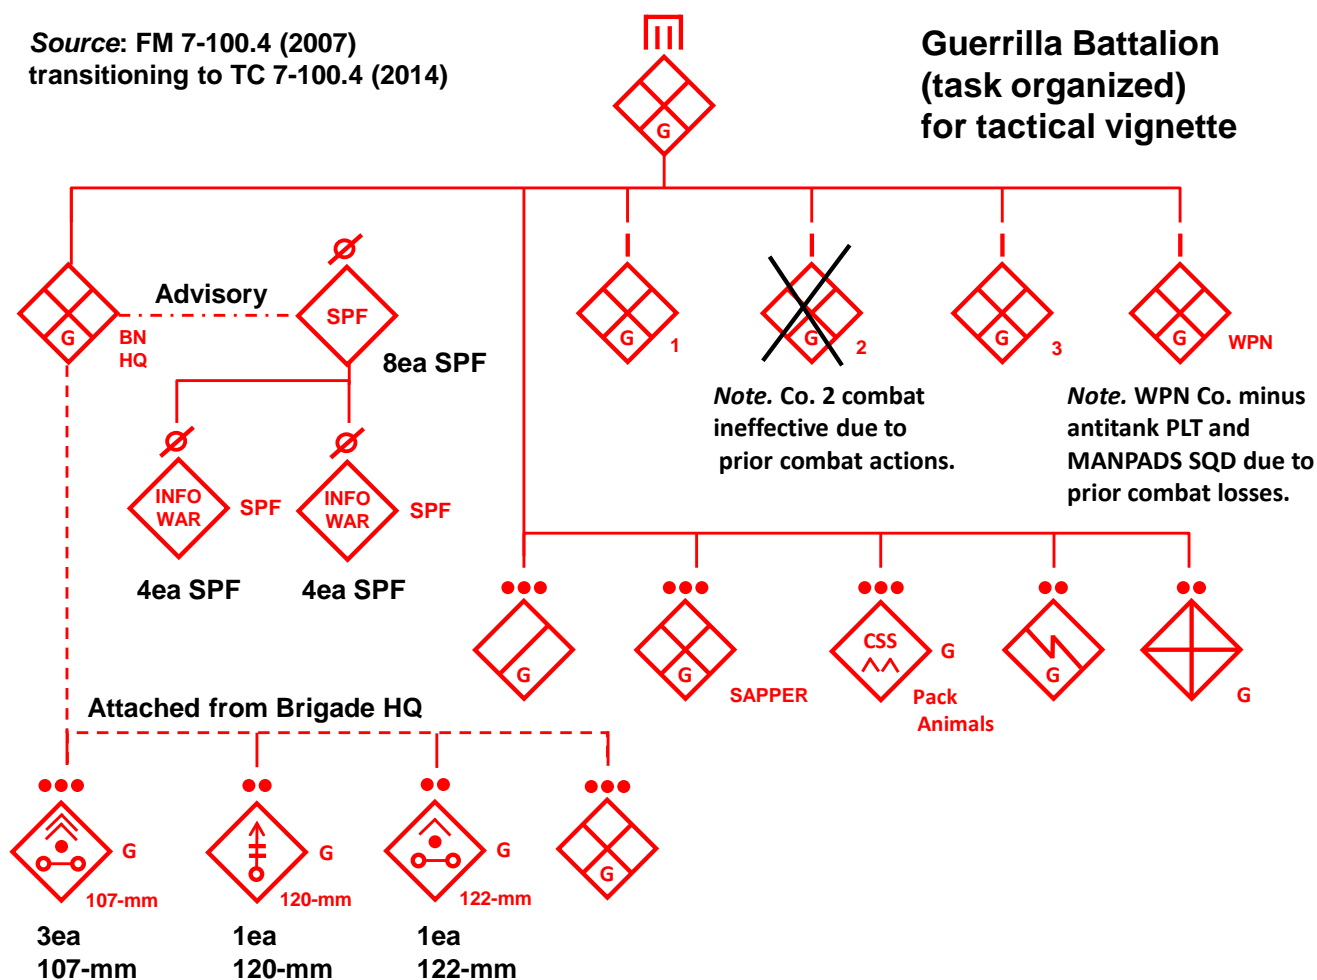 Source: FM 7-100.4 (2007)
transitioning to TC 7-100.4 (2014)
Guerrilla Battalion
(task organized)
for tactical vignette
G
G
BN
HQ
Advisory
SPF
8ea SPF
G
1
G
2
G
3
G
WPN
Note. Co. 2 combat
ineffective due to
prior combat actions.
Note. WPN Co. minus
antitank PLT and
MANPADS SQD due to
prior combat losses.
INFO
WAR
SPF
INFO
WAR
SPF
4ea SPF
4ea SPF
G
G
SAPPER
CSS
G
Pack
Animals
G
G
Attached from Brigade HQ
G
107-mm
G
120-mm
G
122-mm
G
3ea
107-mm
1ea
120-mm
1ea
122-mm